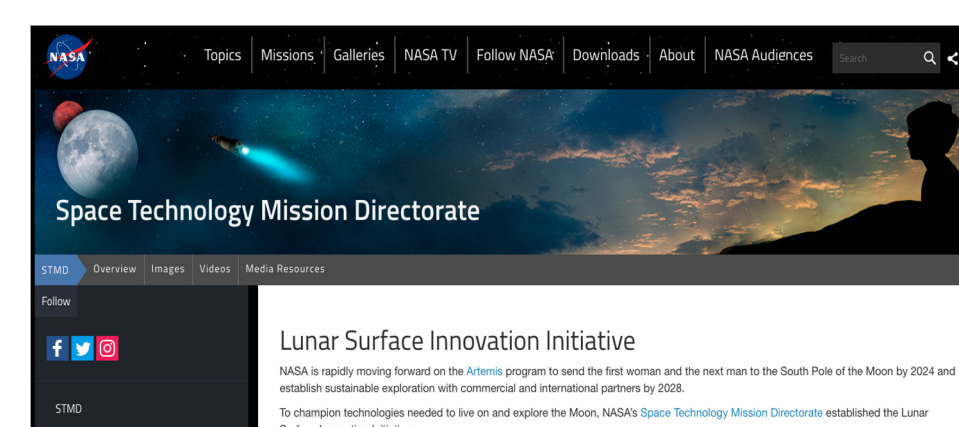 NASA
Topics Missions Galleries NASA TV Follow NASA Downloads About NASA Audiences Search
Space Technology Mission Directorate
STMD Overview Images Videos Media Resources
Follow
Lunar Surface Innovation Initiative
NASA is rapidly moving forward on the Artemis program to send the first woman and the next man to the South Pole of the Moon by 2024 and
establish sustainable exploration with commercial and international partners by 2028.
STMD
To champion technologies needed to live on and explore the Moon, NASA's Space Technology Mission Directorate established the Lunar